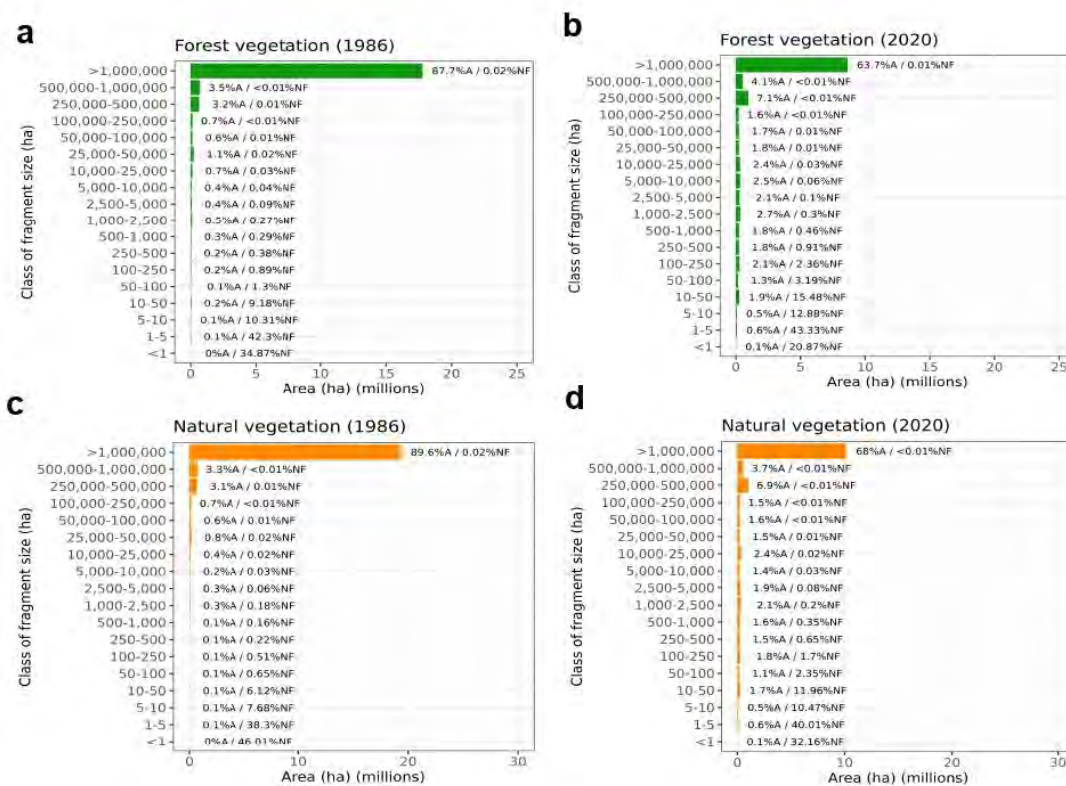 a
Forest vegetation (1986)
Class of fragment size (ha)
>1,000,000 87.7%A / 0.02%NF
500,000-1,000,000 3.5%A / <0.01%NF
250,000-500,000 3.2%A / 0.01%NF
100,000-250,000 0.7%A / <0.01%NF
50,000-100,000 0.6%A / 0.01%NF
25,000-50,000 1.1%A / 0.02%NF
10,000-25,000 0.7%A / 0.03%NF
5,000-10,000 0.4%A / 0.04%NF
2,500-5,000 0.4%A / 0.09%NF
1,000-2,500 0.5%A / 0.27%NF
500-1,000 0.3%A / 0.29%NF
250-500 0.2%A / 0.38%NF
100-250 0.2%A / 0.89%NF
50-100 0.1%A / 1.3%NF
10-50 0.2%A / 9.18%NF
5-10 0.1%A / 10.31%NF
1-5 0.1%A / 42.3%NF
<1 0%A / 34.87%NF
0 5 10 15 20 25
Area (ha) (millions)
b
Forest vegetation (2020)
Class of fragment size (ha)
>1,000,000 63.7%A / 0.01%NF
500,000-1,000,000 4.1%A / <0.01%NF
250,000-500,000 7.1%A / <0.01%NF
100,000-250,000 1.6%A / <0.01%NF
50,000-100,000 1.7%A / 0.01%NF
25,000-50,000 1.8%A / 0.01%NF
10,000-25,000 2.4%A / 0.03%NF
5,000-10,000 2.5%A / 0.06%NF
2,500-5,000 2.1%A / 0.1%NF
1,000-2,500 2.7%A / 0.3%NF
500-1,000 1.8%A / 0.46%NF
250-500 1.8%A / 0.91%NF
100-250 2.1%A / 2.36%NF
50-100 1.3%A / 3.19%NF
10-50 1.9%A / 15.48%NF
5-10 0.5%A / 12.88%NF
1-5 0.6%A / 43.33%NF
<1 0.1%A / 20.87%NF
0 5 10 15 20 25
Area (ha) (millions)
c
Natural vegetation (1986)
Class of fragment size (ha)
>1,000,000 89.6%A / 0.02%NF
500,000-1,000,000 3.3%A / <0.01%NF
250,000-500,000 3.1%A / 0.01%NF
100,000-250,000 0.7%A / <0.01%NF
50,000-100,000 0.6%A / 0.01%NF
25,000-50,000 0.8%A / 0.02%NF
10,000-25,000 0.4%A / 0.02%NF
5,000-10,000 0.2%A / 0.03%NF
2,500-5,000 0.3%A / 0.06%NF
1,000-2,500 0.3%A / 0.18%NF
500-1,000 0.1%A / 0.16%NF
250-500 0.1%A / 0.22%NF
100-250 0.1%A / 0.51%NF
50-100 0.1%A / 0.65%NF
10-50 0.1%A / 6.12%NF
5-10 0.1%A / 7.68%NF
1-5 0.1%A / 38.3%NF
<1 0%A / 46.01%NF
0 10 20 30
Area (ha) (millions)
d
Natural vegetation (2020)
Class of fragment size (ha)
>1,000,000 68%A / <0.01%NF
500,000-1,000,000 3.7%A / <0.01%NF
250,000-500,000 6.9%A / <0.01%NF
100,000-250,000 1.5%A / <0.01%NF
50,000-100,000 1.6%A / <0.01%NF
25,000-50,000 1.5%A / 0.01%NF
10,000-25,000 2.4%A / 0.02%NF
5,000-10,000 1.4%A / 0.03%NF
2,500-5,000 1.9%A / 0.08%NF
1,000-2,500 2.1%A / 0.2%NF
500-1,000 1.6%A / 0.35%NF
250-500 1.5%A / 0.65%NF
100-250 1.8%A / 1.7%NF
50-100 1.1%A / 2.35%NF
10-50 1.7%A / 11.96%NF
5-10 0.5%A / 10.47%NF
1-5 0.6%A / 40.01%NF
<1 0.1%A / 32.16%NF
0 10 20 30
Area (ha) (millions)